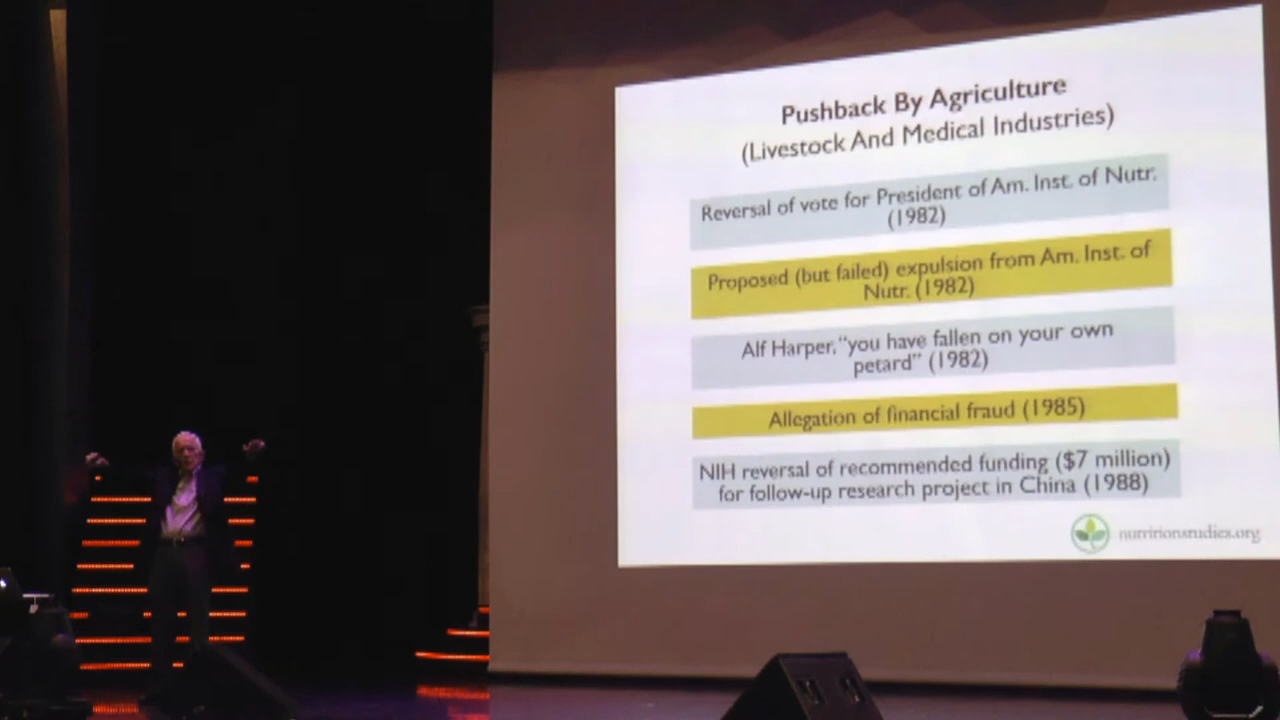 Pushback By Agriculture
(Livestock And Medical Industries)
Reversal of vote for President of Am. Inst. of Nutr.
(1982)
Proposed (but failed) expulsion from Am. Inst. of
Nutr. (1982)
Alf Harper, “you have fallen on your own
petard” (1982)
Allegation of financial fraud (1985)
NIH reversal of recommended funding ($7 million)
for follow-up research project in China (1988)
nutritionstudies.org